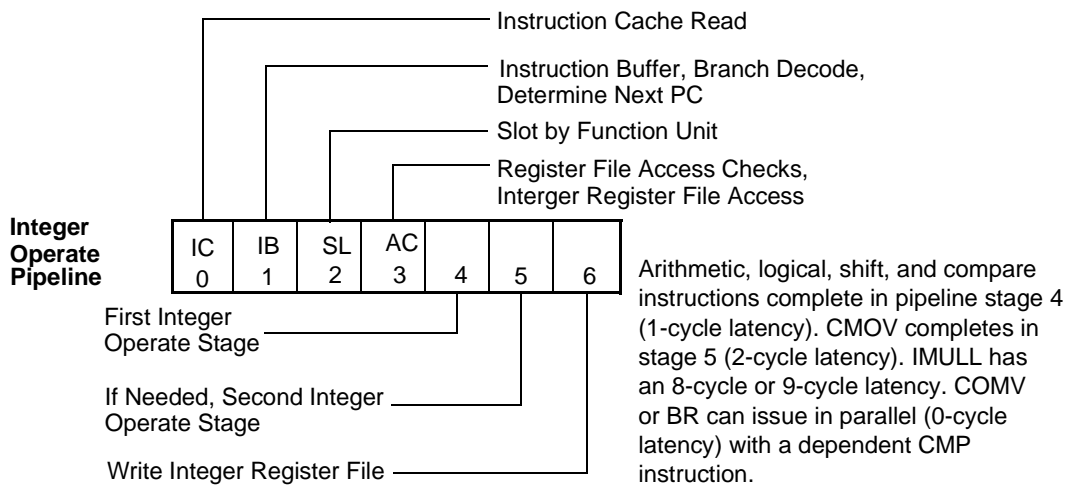 Instruction Cache Read
Instruction Buffer, Branch Decode,
Determine Next PC
Slot by Function Unit
Register File Access Checks,
Interger Register File Access
Integer
Operate
Pipeline
IC IB SL AC
0 1 2 3 4 5 6
First Integer
Operate Stage
If Needed, Second Integer
Operate Stage
Write Integer Register File
Arithmetic, logical, shift, and compare
instructions complete in pipeline stage 4
(1-cycle latency). CMOV completes in
stage 5 (2-cycle latency). IMULL has
an 8-cycle or 9-cycle latency. COMV
or BR can issue in parallel (0-cycle
latency) with a dependent CMP
instruction.